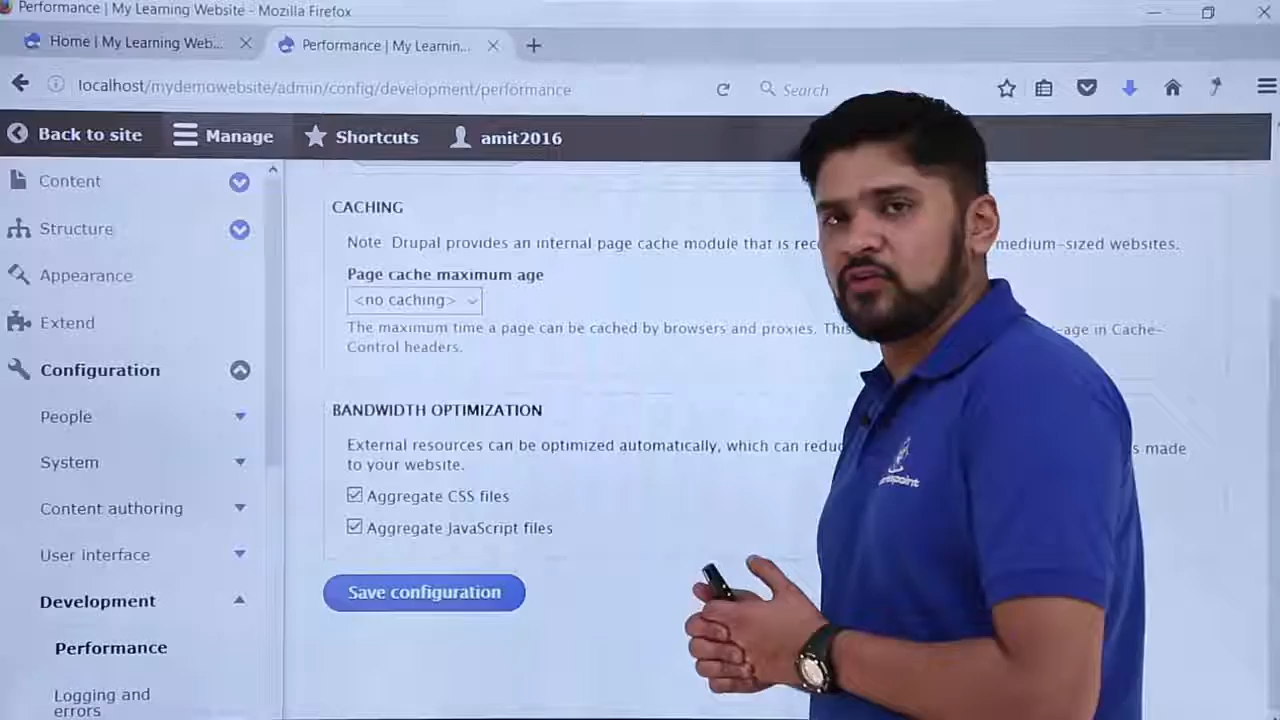 Performance | My Learning Website - Mozilla Firefox
Home | My Learning Web...
Performance | My Learnin...
localhost/mydemowebsite/admin/config/development/performance
Search
Back to site
Manage
Shortcuts
amit2016
Content
Structure
Appearance
Extend
Configuration
People
System
Content authoring
User interface
Development
Performance
Logging and
errors
CACHING
Note: Drupal provides an internal page cache module that is medium-sized websites.
Page cache maximum age
<no caching>
The maximum time a page can be cached by browsers and proxies. This -age in Cache-
Control headers.
BANDWIDTH OPTIMIZATION
External resources can be optimized automatically, which can made
to your website.
Aggregate CSS files
Aggregate JavaScript files
Save configuration